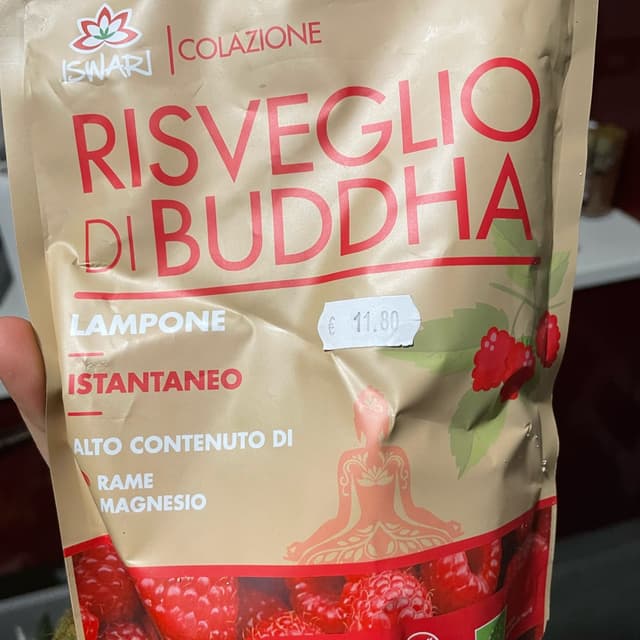 ISWARI
COLAZIONE
RISVEGLIO
DI BUDDHA
LAMPONE
€ 11.80
ISTANTANEO
ALTO CONTENUTO DI
RAME
MAGNESIO